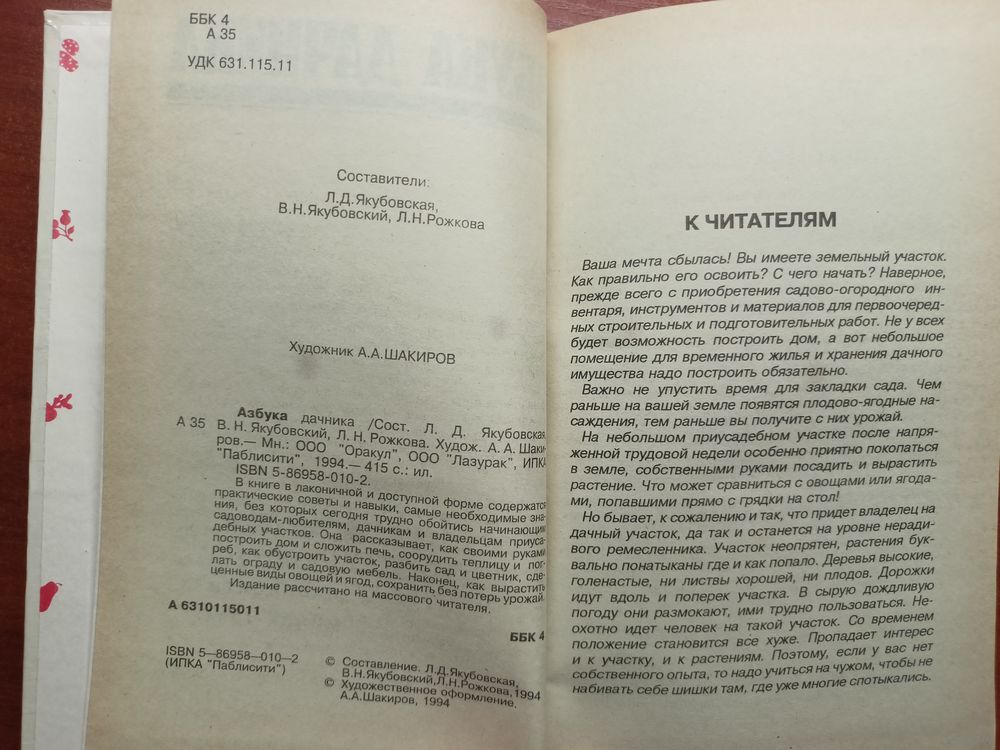 ББК 4
А 35
УДК 631.115.11
Составители:
Л.Д.Якубовская,
В.Н.Якубовский, Л.Н.Рожкова
Художник А.А.ШАКИРОВ
Азбука дачника /Сост. Л. Д. Якубовская,
А 35 В. Н. Якубовский, Л. Н. Рожкова. Худож. А. А. Шаки-
ров.— Мн.: ООО "Оракул", ООО "Лазурак", ИПКА
"Паблисити", 1994.— 415 с.: ил.
ISBN 5-86958-010-2.
В книге в лаконичной и доступной форме содержатся
практические советы и навыки, самые необходимые зна-
ния, без которых сегодня трудно обойтись начинающим
садоводам-любителям, дачникам и владельцам приуса-
дебных участков. Она рассказывает, как своими руками
построить дом и сложить печь, соорудить теплицу и пог-
реб, как обустроить участок, разбить сад и цветник, сде-
лать ограду и садовую мебель. Наконец, как вырастить
ценные виды овощей и ягод, сохранить без потерь урожай.
Издание рассчитано на массового читателя.
А 6310115011
ББК 4
ISBN 5—86958—010—2
(ИПКА "Паблисити")
© Составление. Л.Д.Якубовская,
В.Н.Якубовский,Л.Н.Рожкова,1994
© Художественное оформление.
А.А.Шакиров, 1994
К ЧИТАТЕЛЯМ
Ваша мечта сбылась! Вы имеете земельный участок.
Как правильно его освоить? С чего начать? Наверное,
прежде всего с приобретения садово-огородного ин-
вентаря, инструментов и материалов для первоочеред-
ных строительных и подготовительных работ. Не у всех
будет возможность построить дом, а вот небольшое
помещение для временного жилья и хранения дачного
имущества надо построить обязательно.
Важно не упустить время для закладки сада. Чем
раньше на вашей земле появятся плодово-ягодные на-
саждения, тем раньше вы получите с них урожай.
На небольшом приусадебном участке после напря-
женной трудовой недели особенно приятно покопаться
в земле, собственными руками посадить и вырастить
растение. Что может сравниться с овощами или ягода-
ми, попавшими прямо с грядки на стол!
Но бывает, к сожалению и так, что придет владелец на
дачный участок, да так и останется на уровне неради-
вого ремесленника. Участок неопрятен, растения бук-
вально понатыканы где и как попало. Деревья высокие,
голенастые, ни листвы хорошей, ни плодов. Дорожки
идут вдоль и поперек участка. В сырую дождливую
погоду они размокают, ими трудно пользоваться. Не-
охотно идет человек на такой участок. Со временем
положение становится все хуже. Пропадает интерес
и к участку, и к растениям. Поэтому, если у вас нет
собственного опыта, то надо учиться на чужом, чтобы не
набивать себе шишки там, где уже многие спотыкались.